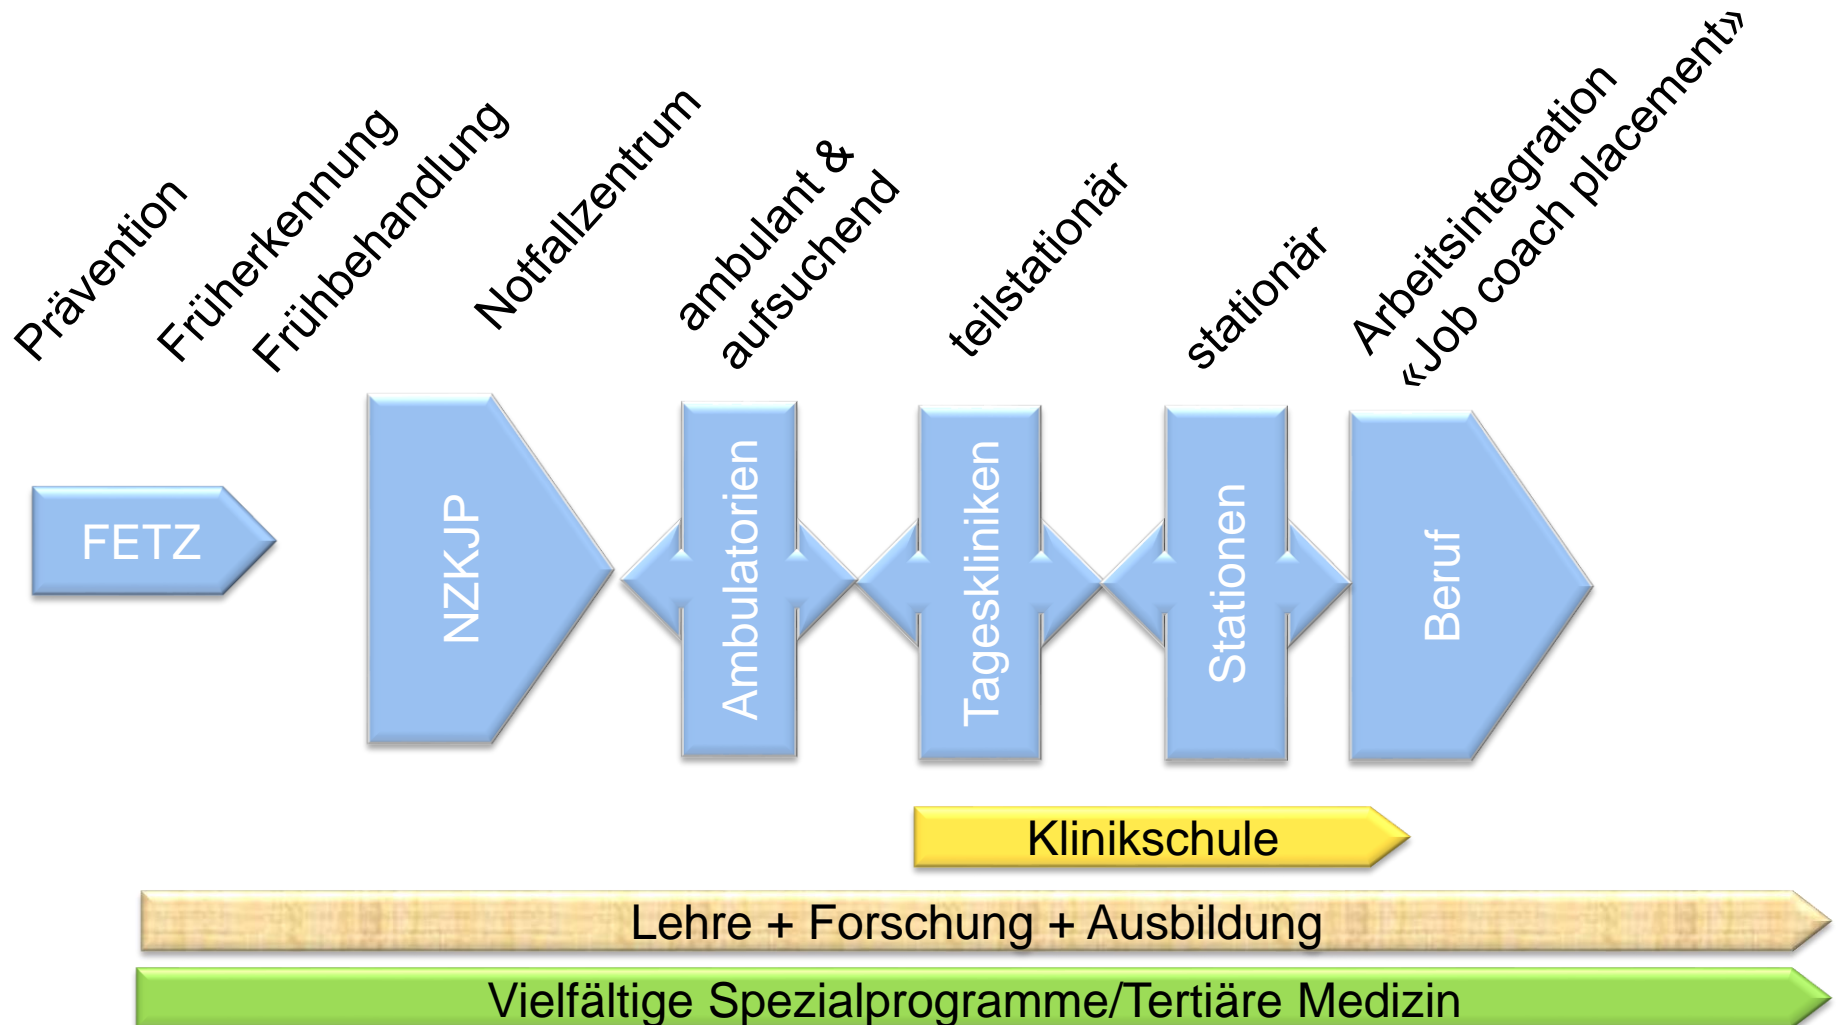 Prävention
Früherkennung
Frühbehandlung
Notfallzentrum
ambulant &
aufsuchend
teilstationär
stationär
Arbeitsintegration
«Job coach placement»
FETZ
NZKJP
Ambulatorien
Tageskliniken
Stationen
Beruf
Klinikschule
Lehre + Forschung + Ausbildung
Vielfältige Spezialprogramme/Tertiäre Medizin